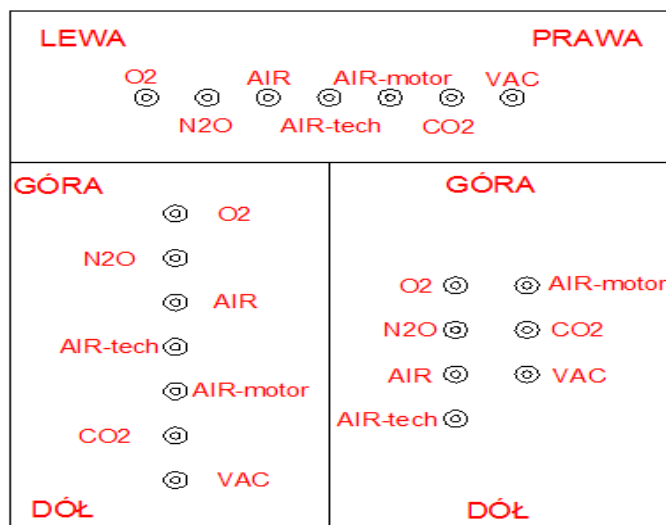 LEWA PRAWA
O2 AIR AIR-motor VAC
N2O AIR-tech CO2
GÓRA
O2
N2O
AIR
AIR-tech
AIR-motor
CO2
VAC
DÓŁ
GÓRA
O2 AIR-motor
N2O CO2
AIR VAC
AIR-tech
DÓŁ